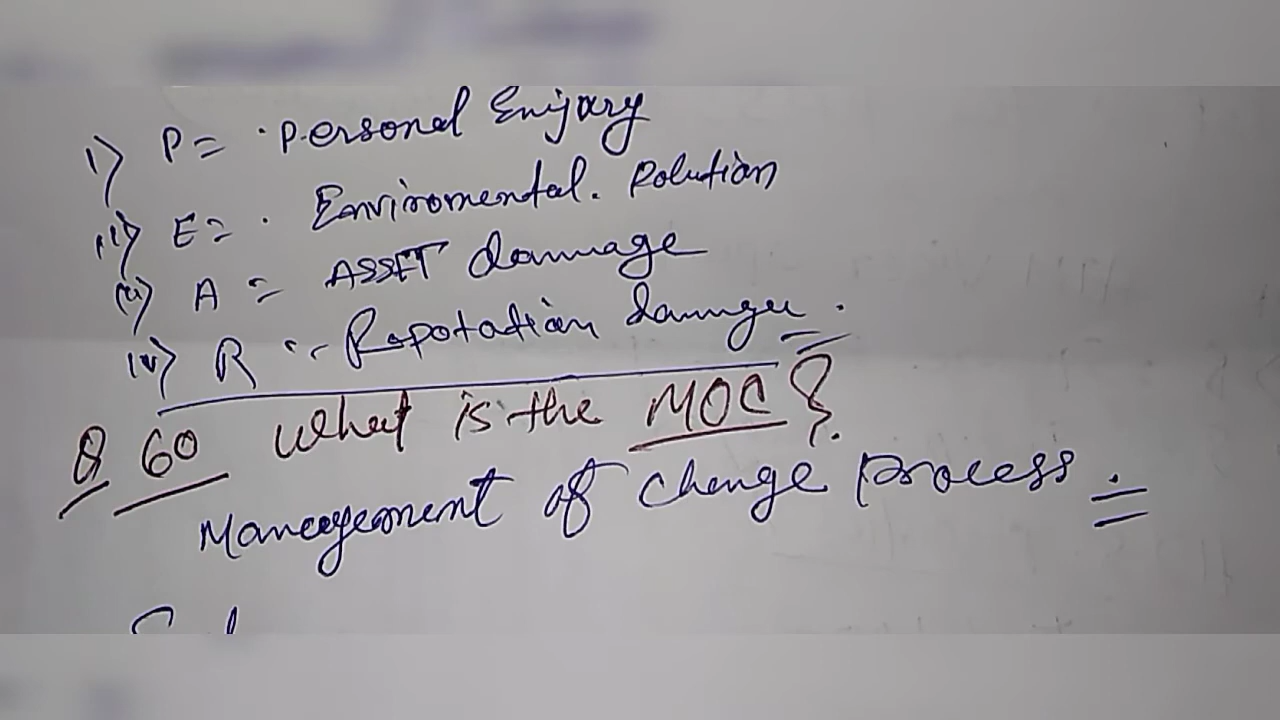 i) P = Personal Enijury
ii) E = Enviromental. Polution
iii) A = ASSET damage
iv) R :- Repotation damage.
Q 60 What is the MOC?
Management of change process =